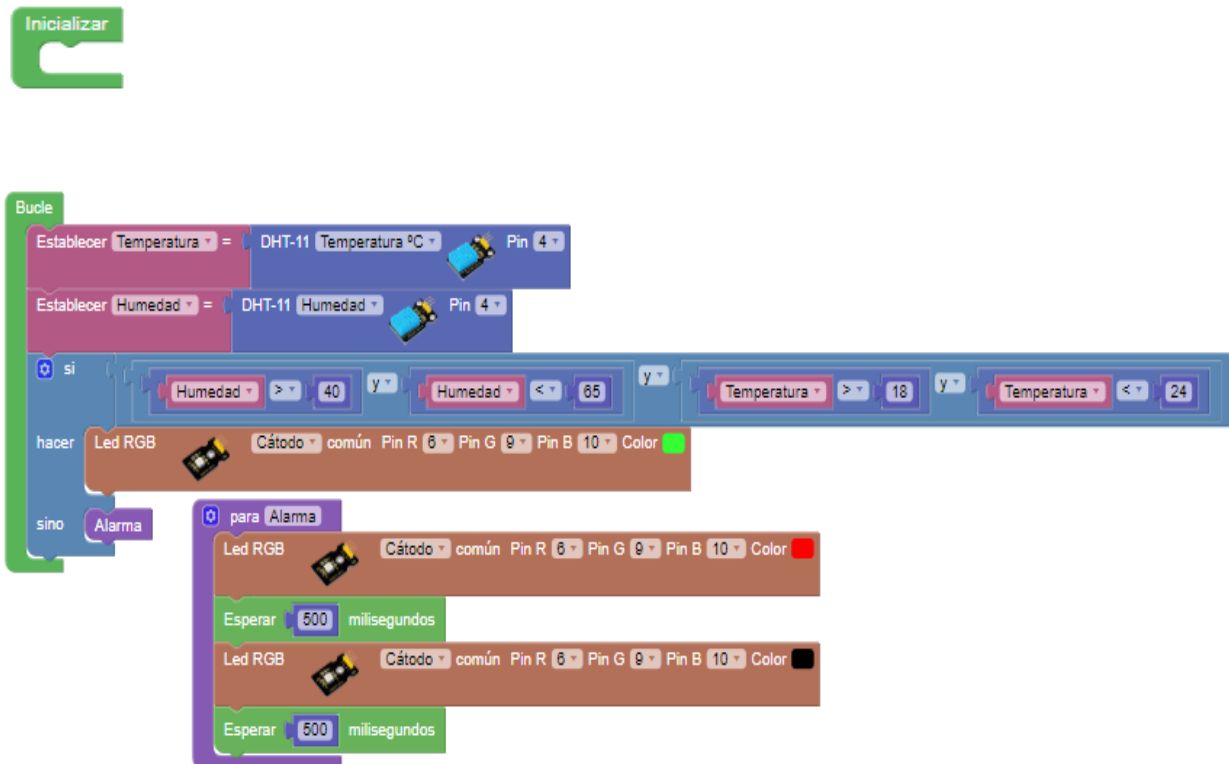 Inicializar
Bucle
Establecer Temperatura = DHT-11 Temperatura ºC Pin 4
Establecer Humedad = DHT-11 Humedad Pin 4
si Humedad > 40 y Humedad < 65 y Temperatura > 18 y Temperatura < 24
hacer Led RGB Cátodo común Pin R 6 Pin G 9 Pin B 10 Color
sino Alarma
para Alarma
Led RGB Cátodo común Pin R 6 Pin G 9 Pin B 10 Color
Esperar 500 milisegundos
Led RGB Cátodo común Pin R 6 Pin G 9 Pin B 10 Color
Esperar 500 milisegundos